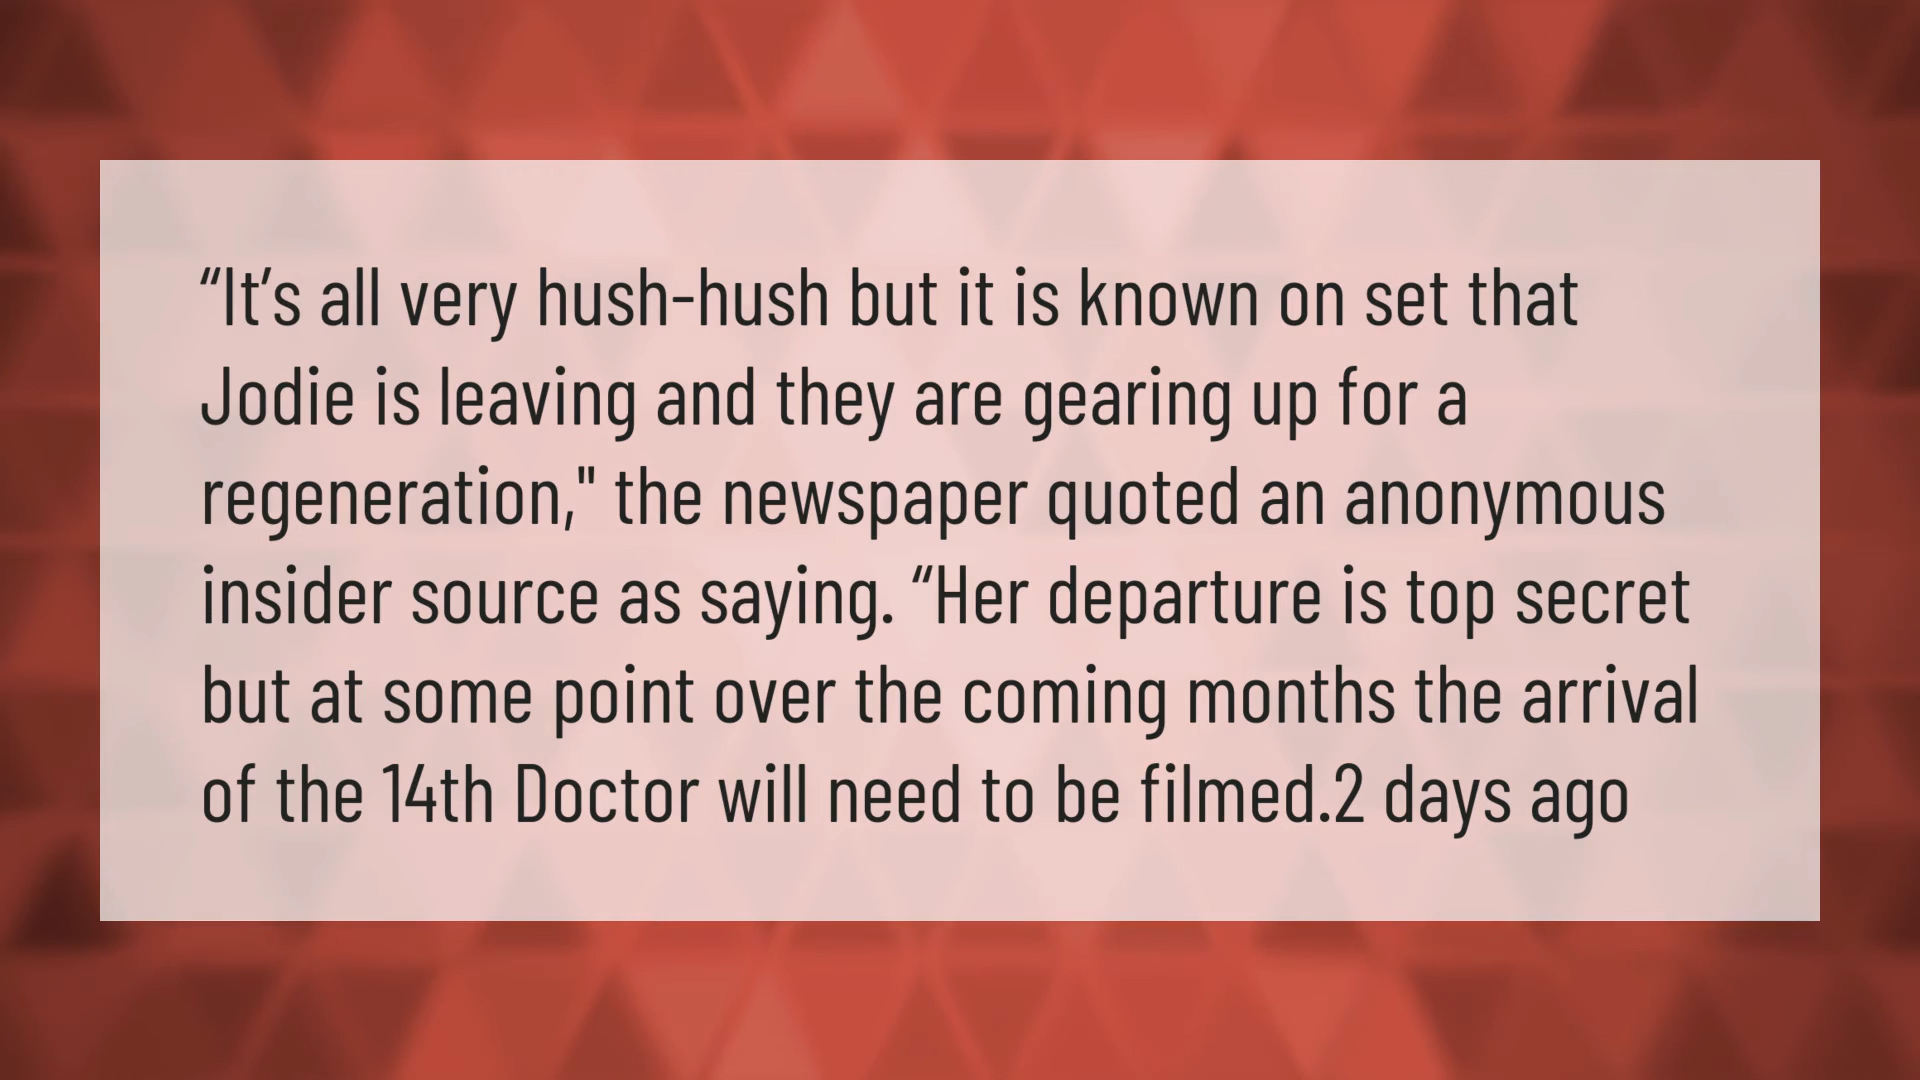 “It’s all very hush-hush but it is known on set that
Jodie is leaving and they are gearing up for a
regeneration," the newspaper quoted an anonymous
insider source as saying. “Her departure is top secret
but at some point over the coming months the arrival
of the 14th Doctor will need to be filmed.2 days ago